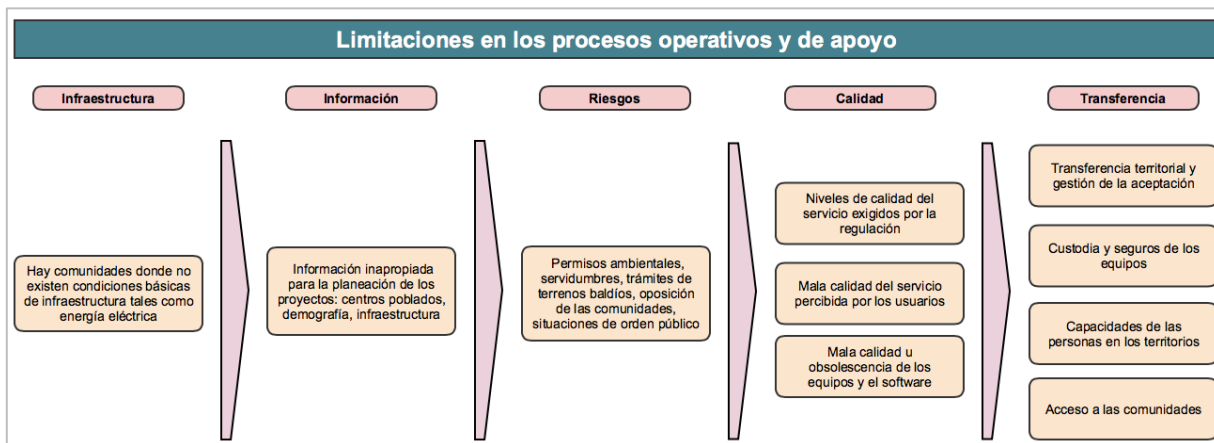 Limitaciones en los procesos operativos y de apoyo
Infraestructura
Hay comunidades donde no
existen condiciones básicas
de infraestructura tales como
energía eléctrica
Información
Información inapropiada
para la planeación de los
proyectos: centros poblados,
demografía, infraestructura
Riesgos
Permisos ambientales,
servidumbres, trámites de
terrenos baldíos, oposición
de las comunidades,
situaciones de orden público
Calidad
Niveles de calidad del
servicio exigidos por la
regulación
Mala calidad del servicio
percibida por los usuarios
Mala calidad u
obsolescencia de los
equipos y el software
Transferencia
Transferencia territorial y
gestión de la aceptación
Custodia y seguros de los
equipos
Capacidades de las
personas en los territorios
Acceso a las comunidades